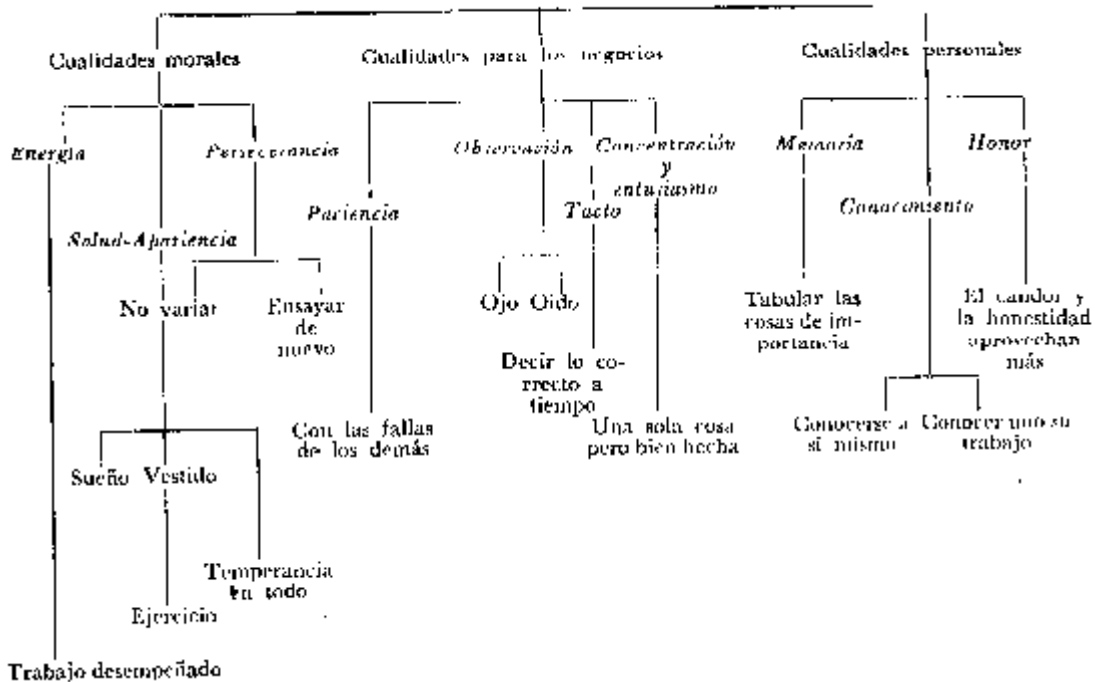 Cualidades morales
Cualidades para los negocios
Cualidades personales
Energía
Perseverancia
Observación
Concentración
y
entusiasmo
Memoria
Honor
Paciencia
Tacto
Conocimiento
Salud-Apariencia
No variar
Ensayar
de
nuevo
Ojo Oído
Tabular las
cosas de im-
portancia
El candor y
la honestidad
aprovechan
más
Decir lo co-
rrecto a
tiempo
Con las fallas
de los demás
Una sola cosa
pero bien hecha
Conocerse a
sí mismo
Conocer uno su
trabajo
Sueño Vestido
Temperancia
en todo
Ejercicio
Trabajo desempeñado